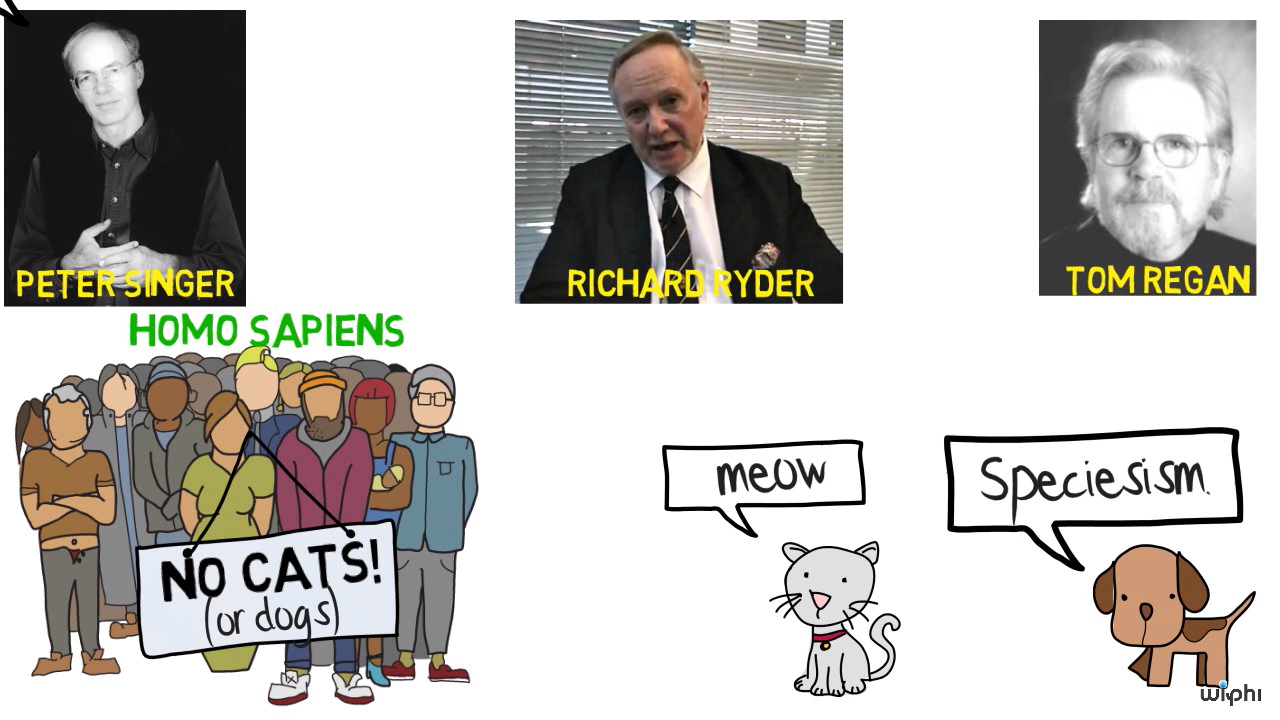 PETER SINGER
RICHARD RYDER
TOM REGAN
HOMO SAPIENS
NO CATS!
(or dogs)
meow
Speciesism.
wiphi